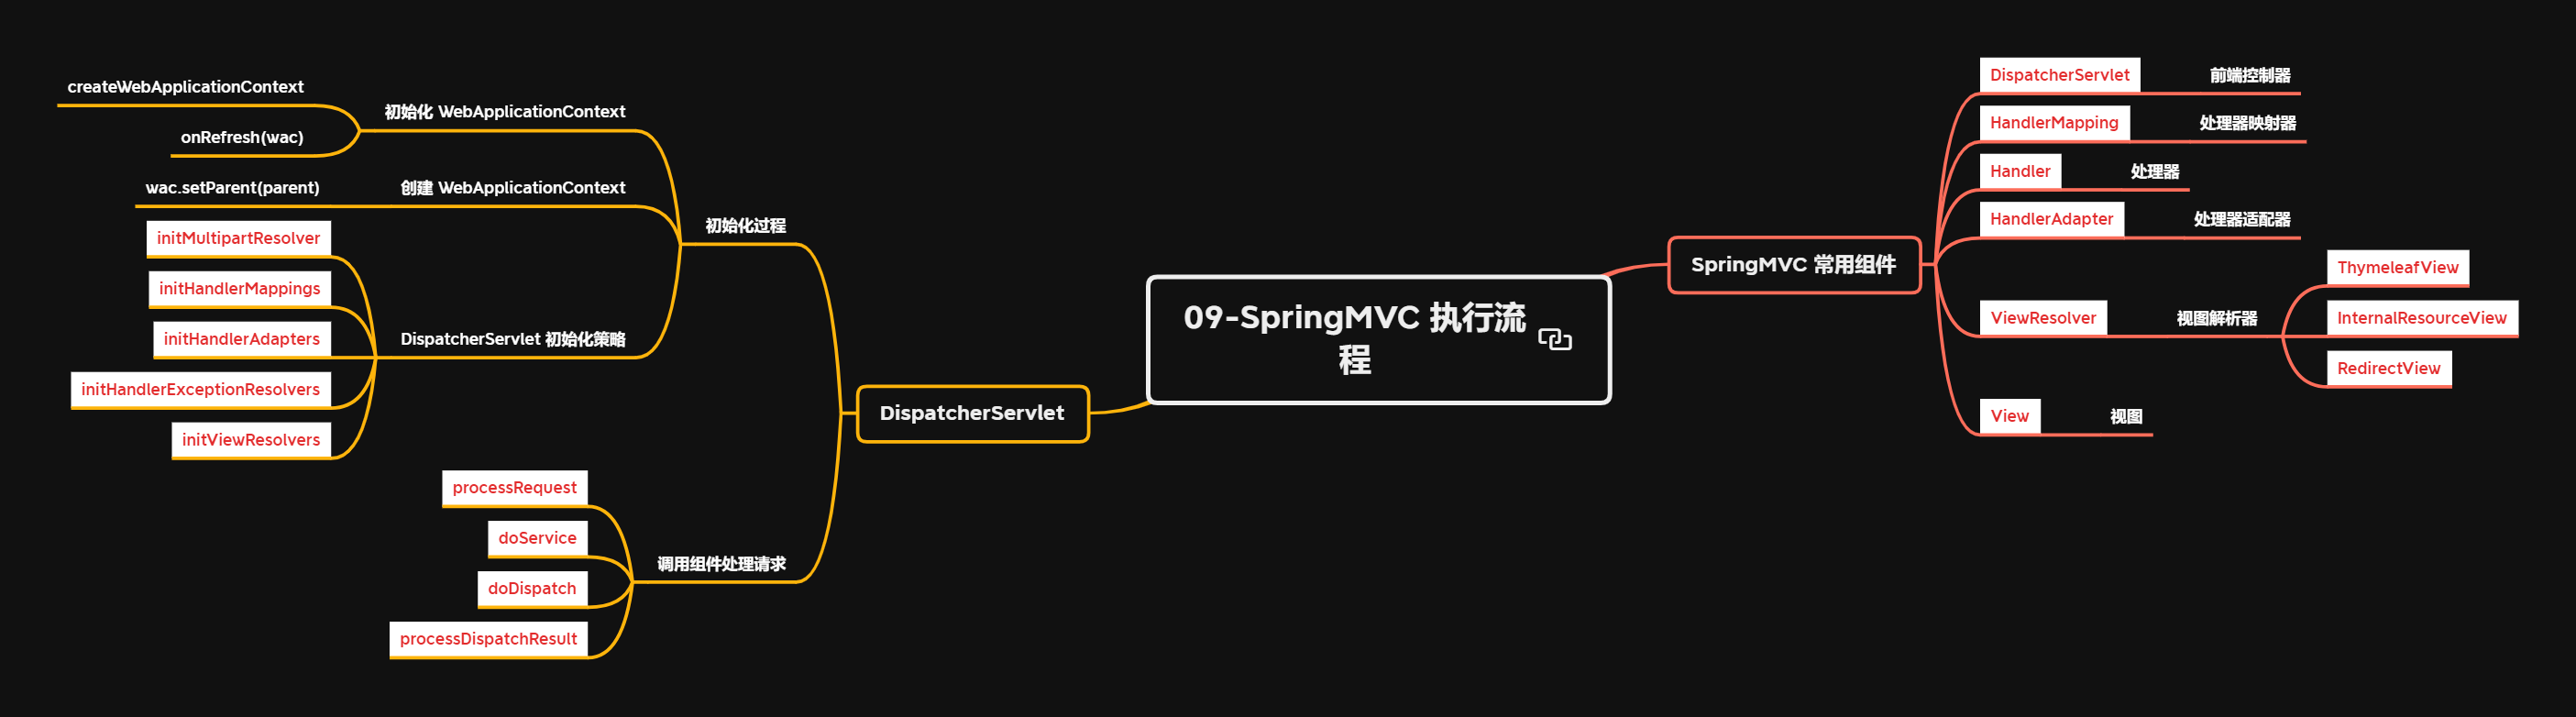 09-SpringMVC 执行流
程
SpringMVC 常用组件
DispatcherServlet 前端控制器
HandlerMapping 处理器映射器
Handler 处理器
HandlerAdapter 处理器适配器
ViewResolver 视图解析器
ThymeleafView
InternalResourceView
RedirectView
View 视图
DispatcherServlet
初始化过程
初始化 WebApplicationContext
createWebApplicationContext
onRefresh(wac)
创建 WebApplicationContext
wac.setParent(parent)
DispatcherServlet 初始化策略
initMultipartResolver
initHandlerMappings
initHandlerAdapters
initHandlerExceptionResolvers
initViewResolvers
调用组件处理请求
processRequest
doService
doDispatch
processDispatchResult